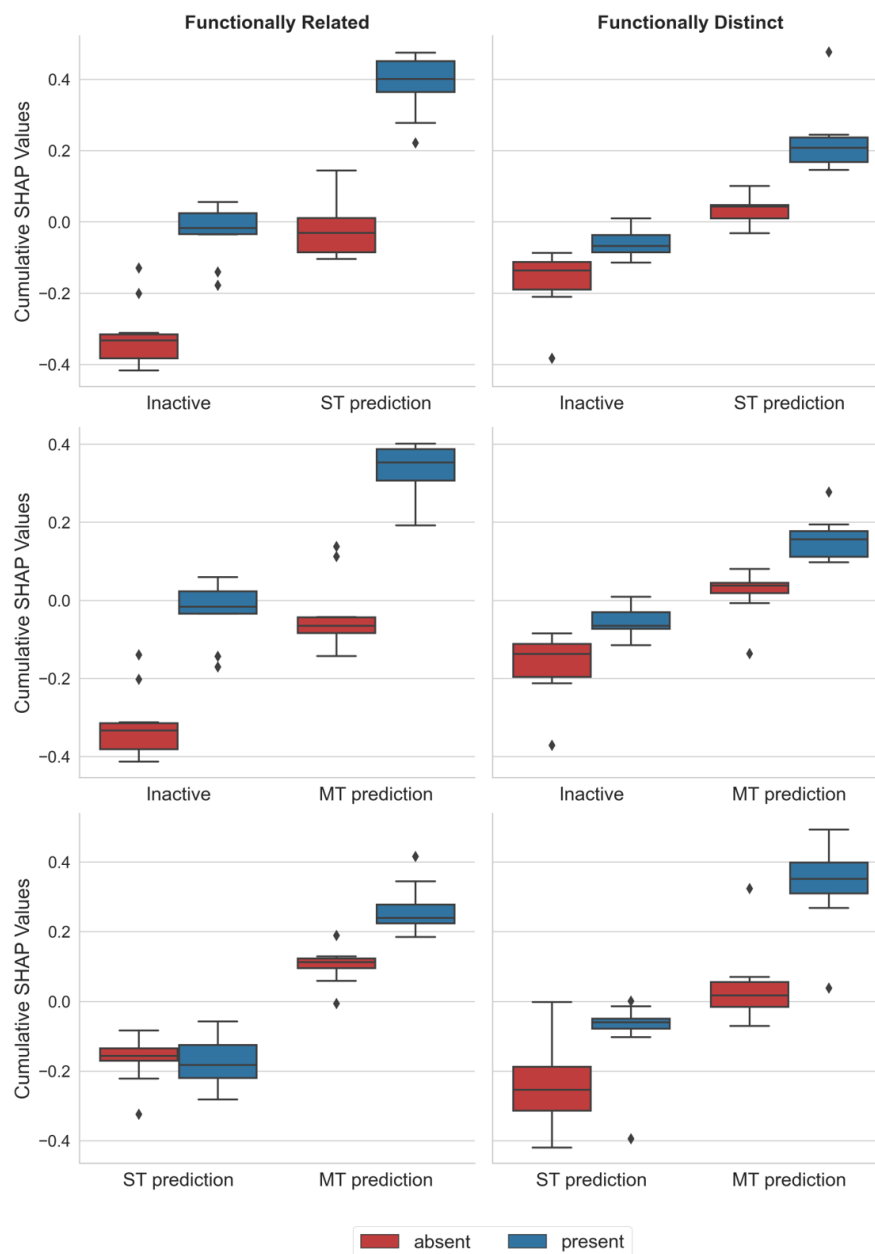 Functionally Related Functionally Distinct
Cumulative SHAP Values
0.4
0.2
0.0
−0.2
−0.4
Inactive ST prediction Inactive ST prediction
Cumulative SHAP Values
0.4
0.2
0.0
−0.2
−0.4
Inactive MT prediction Inactive MT prediction
Cumulative SHAP Values
0.4
0.2
0.0
−0.2
−0.4
ST prediction MT prediction ST prediction MT prediction
absent present